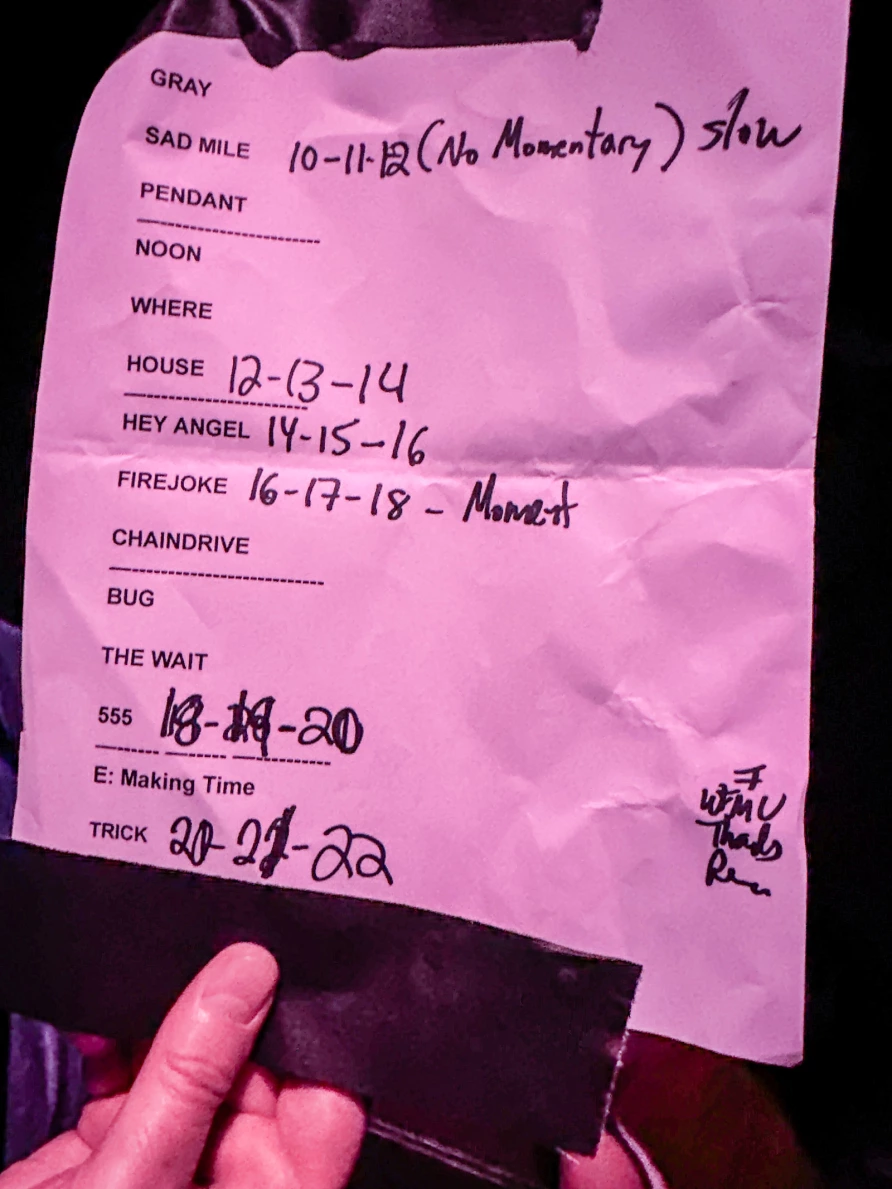 GRAY
SAD MILE 10-11-12 (No Momentary) slow
PENDANT
--------------------
NOON
WHERE
HOUSE 12-13-14
--------------------
HEY ANGEL 14-15-16
FIREJOKE 16-17-18 - Moment
CHAINDRIVE
-----------------------
BUG
THE WAIT
555 18-19-20
------- ------- -----------
E: Making Time
TRICK 20-21-22
WFMU